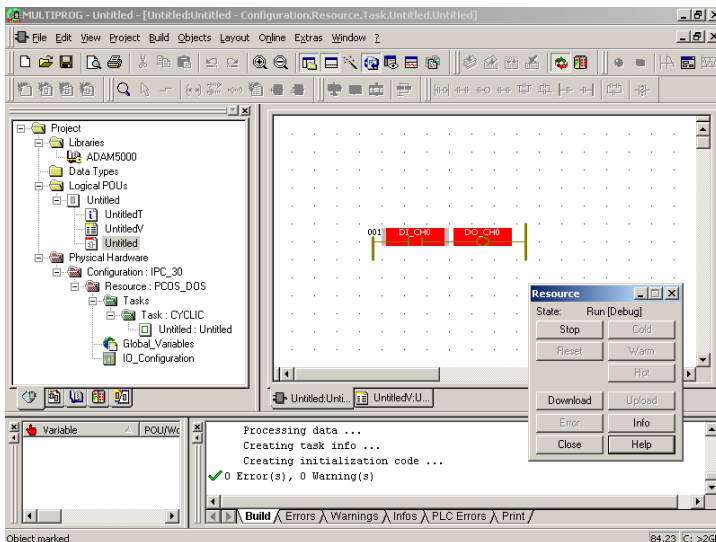 MULTIPROG - Untitled - [Untitled:Untitled - Configuration.Resource.Task.Untitled.Untitled]
File Edit View Project Build Objects Layout Online Extras Window ?
Project
Libraries
ADAM5000
Data Types
Logical POUs
Untitled
UntitledT
UntitledV
Untitled
Physical Hardware
Configuration : IPC_30
Resource : PCOS_DOS
Tasks
Task : CYCLIC
Untitled : Untitled
Global_Variables
IO_Configuration
001 DI_CH0 DO_CH0
Resource
State: Run [Debug]
Stop Cold
Reset Warm
Hot
Download Upload
Error Info
Close Help
Untitled:Unti... UntitledV:U...
Variable POU/Wo
Processing data ...
Creating task info ...
Creating initialization code ...
0 Error(s), 0 Warning(s)
Build Errors Warnings Infos PLC Errors Print
Object marked 84,23 C: >2G